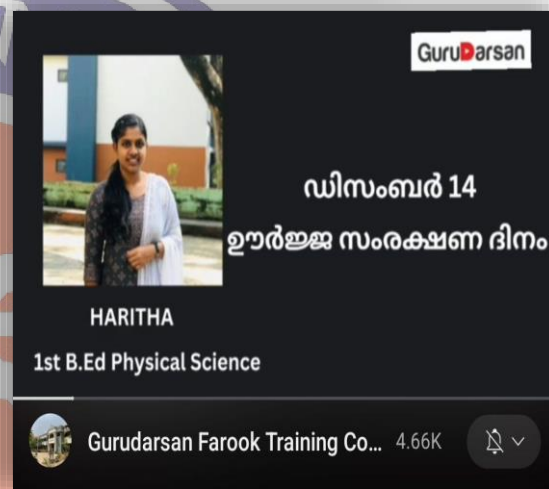 GuruDarsan
ഡിസംബർ 14
ഊർജ്ജ സംരക്ഷണ ദിനം
HARITHA
1st B.Ed Physical Science
Gurudarsan Farook Training Co... 4.66K